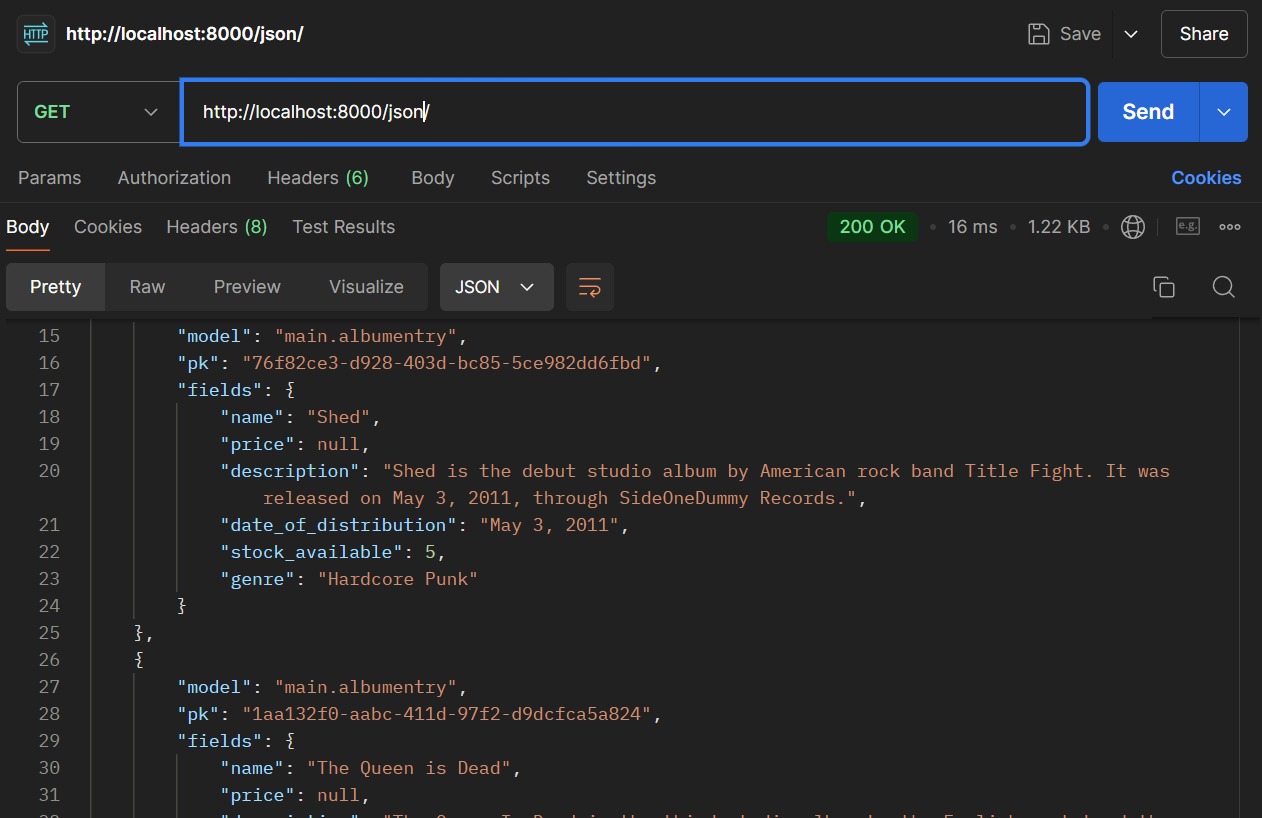 HTTP http://localhost:8000/json/ Save Share
GET http://localhost:8000/json/ Send
Params Authorization Headers (6) Body Scripts Settings Cookies
Body Cookies Headers (8) Test Results 200 OK 16 ms 1.22 KB e.g.
Pretty Raw Preview Visualize JSON
15 "model": "main.albumentry",
16 "pk": "76f82ce3-d928-403d-bc85-5ce982dd6fbd",
17 "fields": {
18 "name": "Shed",
19 "price": null,
20 "description": "Shed is the debut studio album by American rock band Title Fight. It was
released on May 3, 2011, through SideOneDummy Records.",
21 "date_of_distribution": "May 3, 2011",
22 "stock_available": 5,
23 "genre": "Hardcore Punk"
24 }
25 },
26 {
27 "model": "main.albumentry",
28 "pk": "1aa132f0-aabc-411d-97f2-d9dcfca5a824",
29 "fields": {
30 "name": "The Queen is Dead",
31 "price": null,